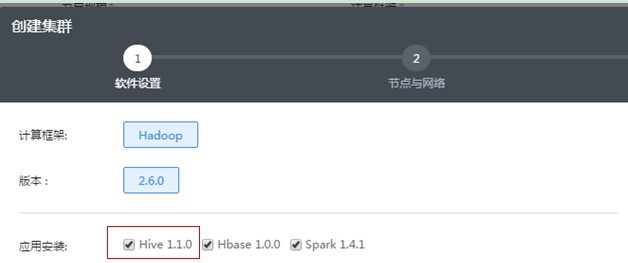 创建集群
1
2
软件设置
节点与网络
计算框架:
Hadoop
版本 :
2.6.0
应用安装:
Hive 1.1.0
Hbase 1.0.0
Spark 1.4.1